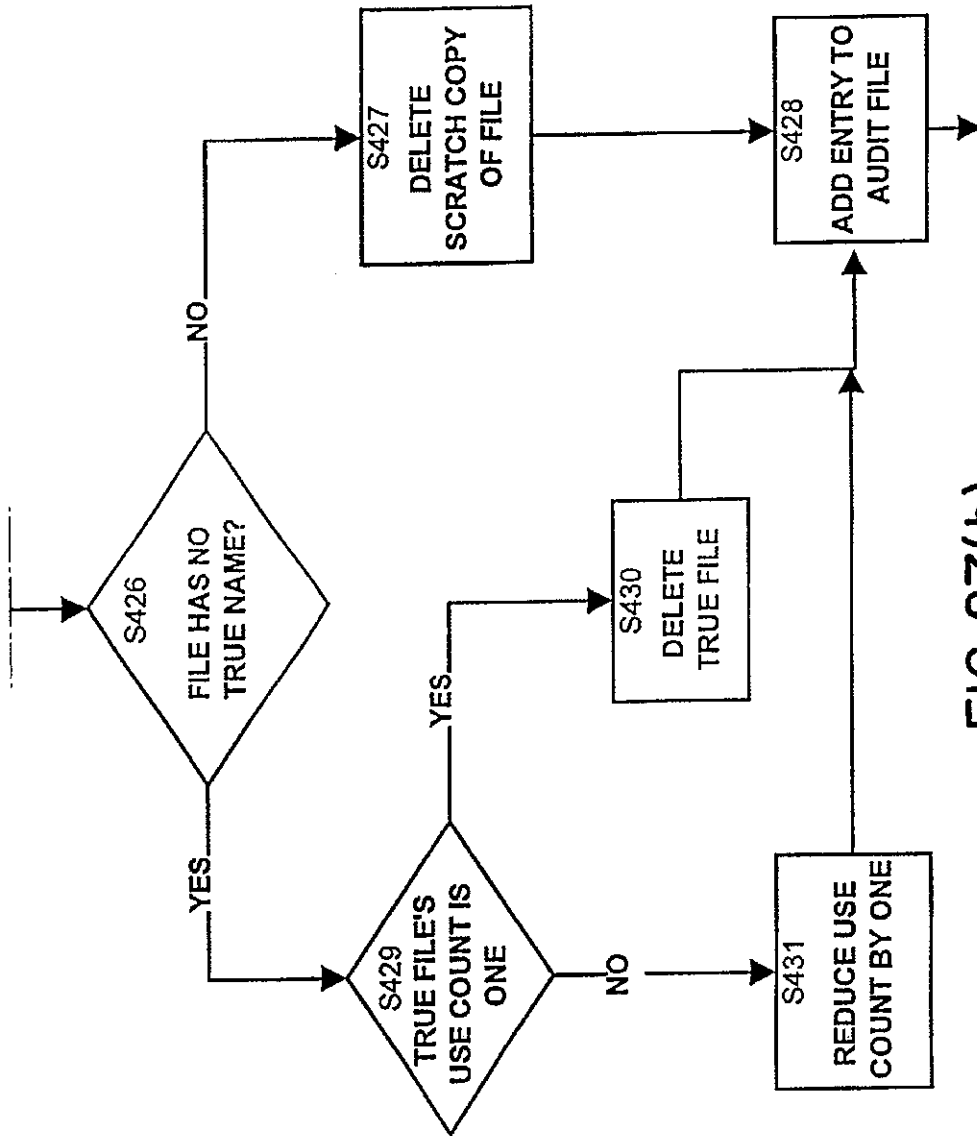 S426
FILE HAS NO
TRUE NAME?
YES
NO
S429
TRUE FILE'S
USE COUNT IS
ONE
YES
NO
S427
DELETE
SCRATCH COPY
OF FILE
S430
DELETE
TRUE FILE
S431
REDUCE USE
COUNT BY ONE
S428
ADD ENTRY TO
AUDIT FILE